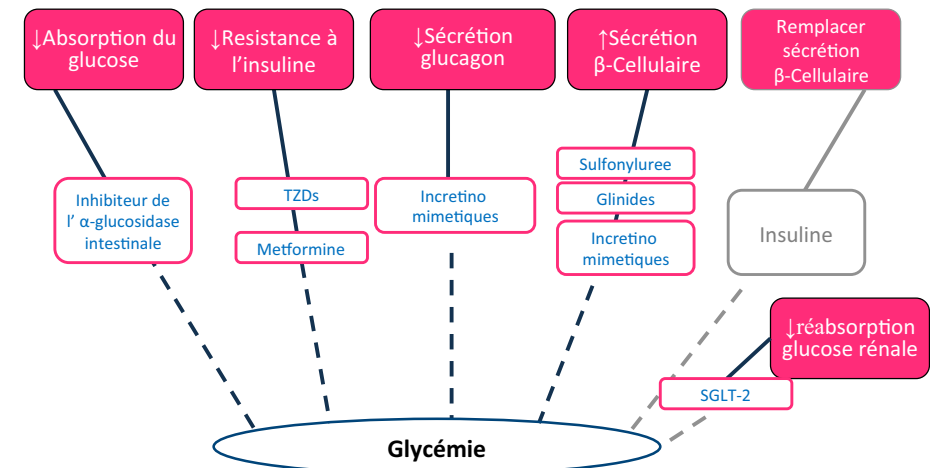 ↓Absorption du
glucose
↓Resistance à
l'insuline
↓Sécrétion
glucagon
↑Sécrétion
β-Cellulaire
Remplacer
sécrétion
β-Cellulaire
Inhibiteur de
l' α-glucosidase
intestinale
TZDs
Metformine
Incretino
mimetiques
Sulfonyluree
Glinides
Incretino
mimetiques
Insuline
↓réabsorption
glucose rénale
SGLT-2
Glycémie